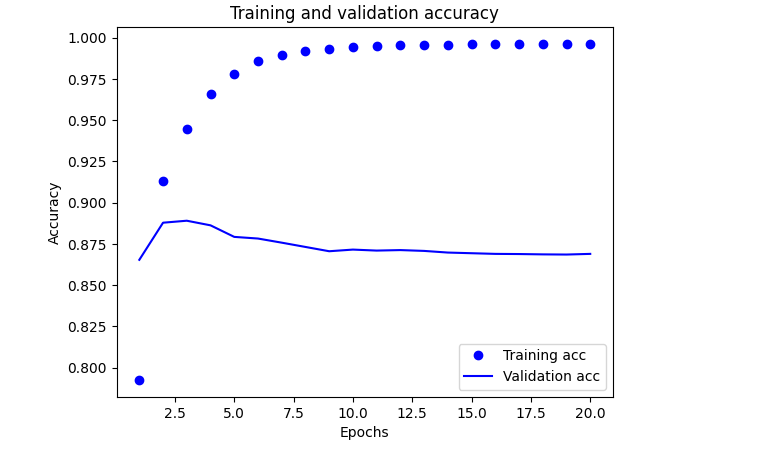 Training and validation accuracy
1.000
0.975
0.950
0.925
0.900
0.875
0.850
0.825
0.800
Accuracy
Training acc
Validation acc
2.5 5.0 7.5 10.0 12.5 15.0 17.5 20.0
Epochs